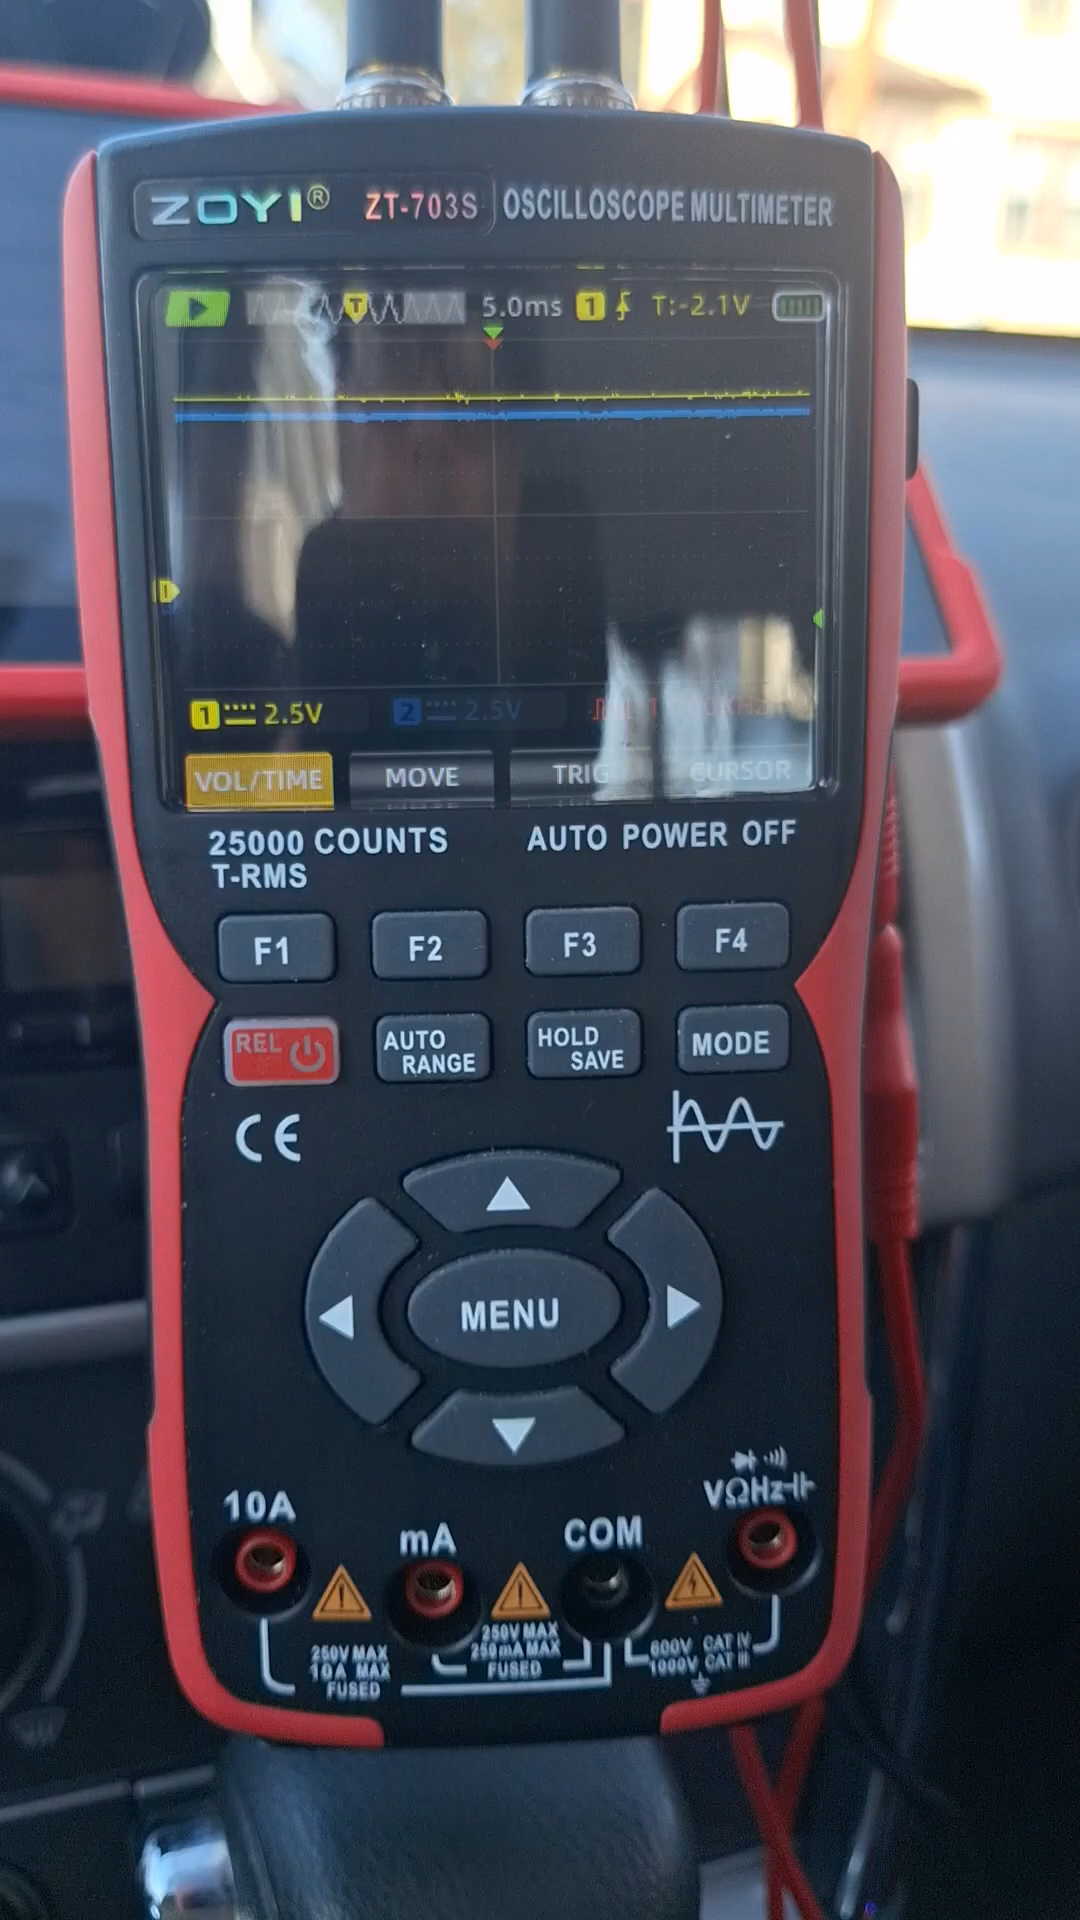 ZOYI® ZT-703S OSCILLOSCOPE MULTIMETER
T 5.0ms 1 T:-2.1V
1 2.5V 2 2.5V
VOL/TIME MOVE TRIG CURSOR
25000 COUNTS AUTO POWER OFF
T-RMS
F1 F2 F3 F4
REL AUTO RANGE HOLD SAVE MODE
CE
MENU
10A mA COM VΩHz
250V MAX
10A MAX
FUSED
250V MAX
250mA MAX
FUSED
600V CAT IV
1000V CAT III